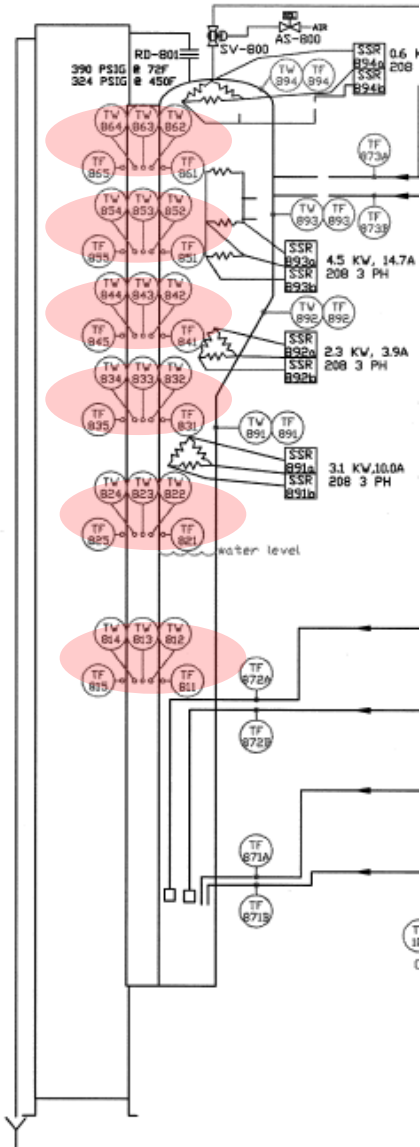 AS-800
AIR
SV-800
RD-801
390 PSIG @ 72F
324 PSIG @ 450F
SSR
894a
SSR
894b
0.6 K
208
TW
894
TF
894
TW
864
TW
863
TW
862
TF
865
TF
861
TF
873A
TF
873B
TW
854
TW
853
TW
852
TF
855
TF
851
TW
893
TF
893
SSR
893a
SSR
893b
4.5 KW, 14.7A
208 3 PH
TW
844
TW
843
TW
842
TF
845
TF
841
TW
892
TF
892
SSR
892a
SSR
892b
2.3 KW, 3.9A
208 3 PH
TW
834
TW
833
TW
832
TF
835
TF
831
TW
891
TF
891
SSR
891a
SSR
891b
3.1 KW,10.0A
208 3 PH
TW
824
TW
823
TW
822
TF
825
TF
821
water level
TW
814
TW
813
TW
812
TF
815
TF
811
TF
872A
TF
872B
TF
871A
TF
871B